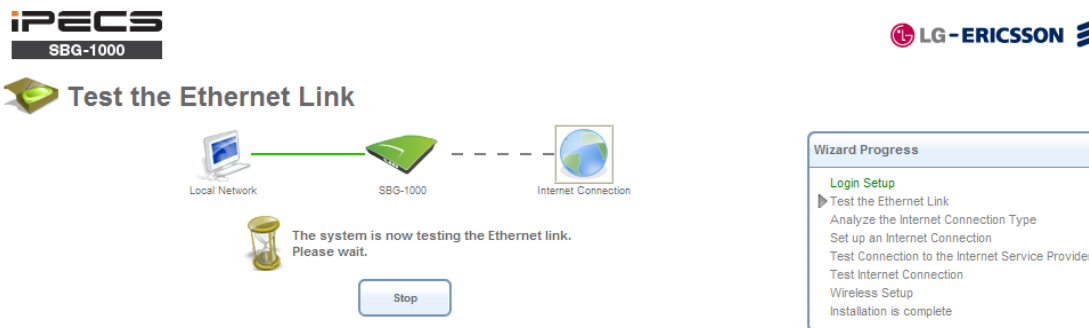 iPECS
SBG-1000
LG-ERICSSON
Test the Ethernet Link
Local Network
SBG-1000
Internet Connection
The system is now testing the Ethernet link.
Please wait.
Stop
Wizard Progress
Login Setup
Test the Ethernet Link
Analyze the Internet Connection Type
Set up an Internet Connection
Test Connection to the Internet Service Provider
Test Internet Connection
Wireless Setup
Installation is complete